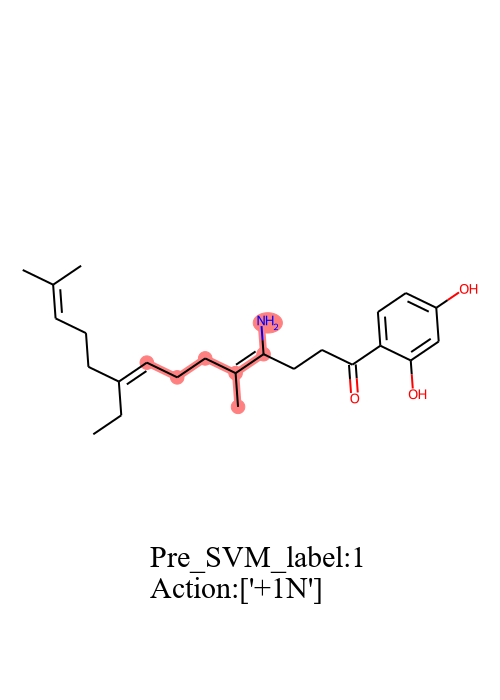 OH
NH2
O
OH
Pre_SVM_label:1
Action:['+1N']